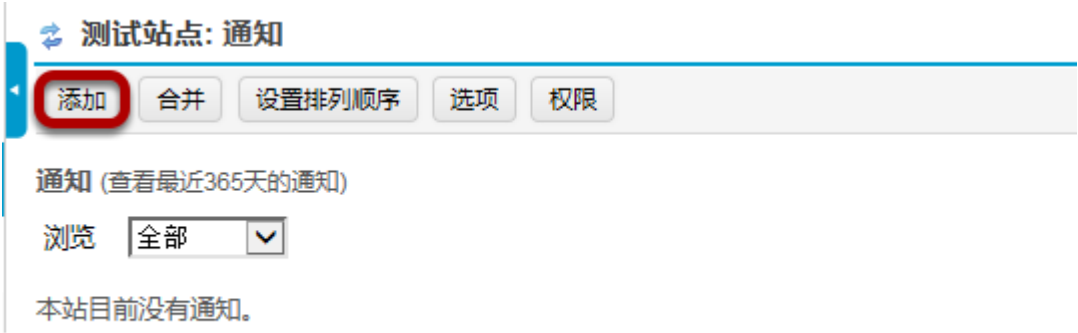 测试站点: 通知
添加 合并 设置排列顺序 选项 权限
通知 (查看最近365天的通知)
浏览 全部
本站目前没有通知。